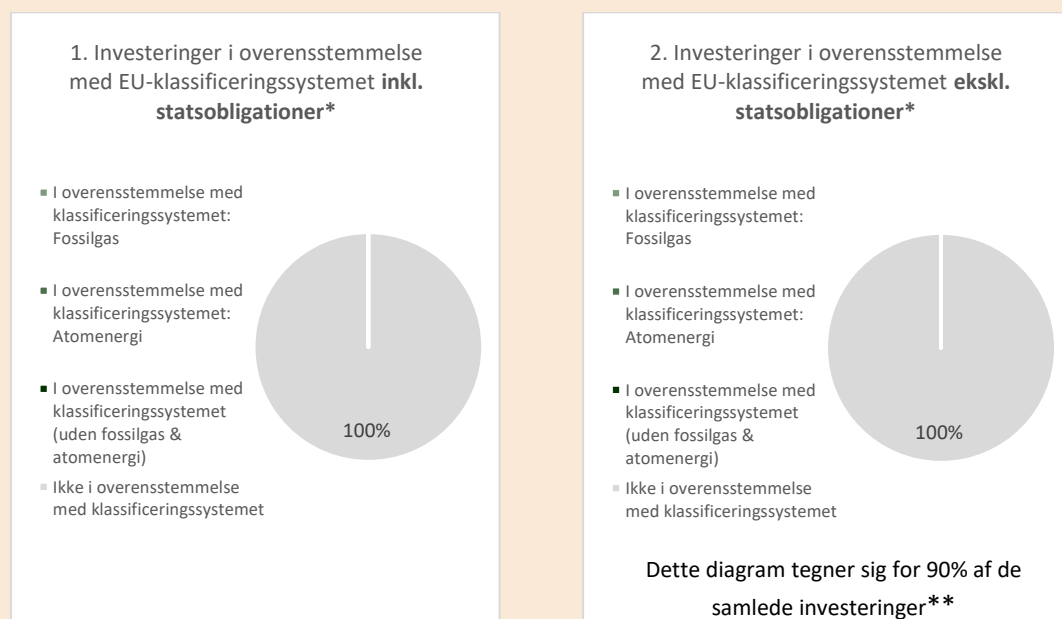 1. Investeringer i overensstemmelse
med EU-klassificeringssystemet inkl.
statsobligationer*
I overensstemmelse med
klassificeringssystemet:
Fossilgas
I overensstemmelse med
klassificeringssystemet:
Atomenergi
I overensstemmelse med
klassificeringssystemet
(uden fossilgas &
atomenergi)
Ikke i overensstemmelse
med klassificeringssystemet
100%
2. Investeringer i overensstemmelse
med EU-klassificeringssystemet ekskl.
statsobligationer*
I overensstemmelse med
klassificeringssystemet:
Fossilgas
I overensstemmelse med
klassificeringssystemet:
Atomenergi
I overensstemmelse med
klassificeringssystemet
(uden fossilgas &
atomenergi)
Ikke i overensstemmelse
med klassificeringssystemet
100%
Dette diagram tegner sig for 90% af de
samlede investeringer**